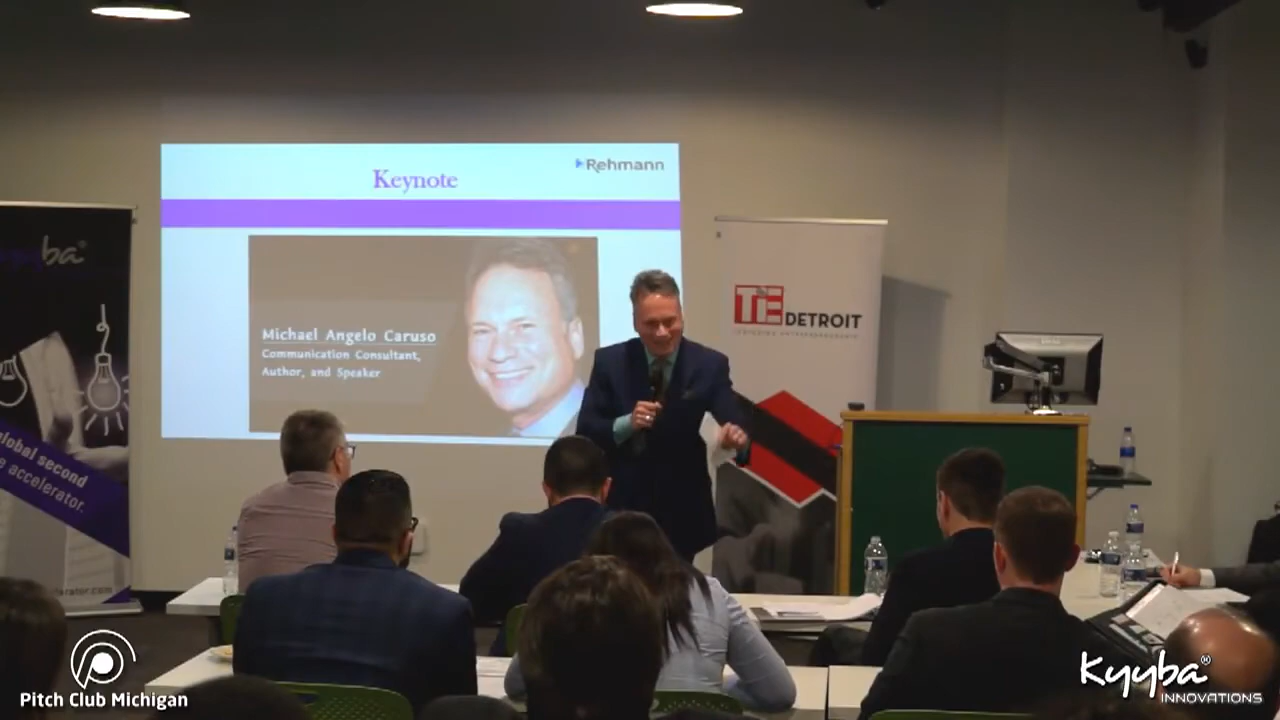 Rehmann
Keynote
Michael Angelo Caruso
Communication Consultant,
Author, and Speaker
ba®
global second
e accelerator.
TiE DETROIT
Pitch Club Michigan
Kyyba®
INNOVATIONS